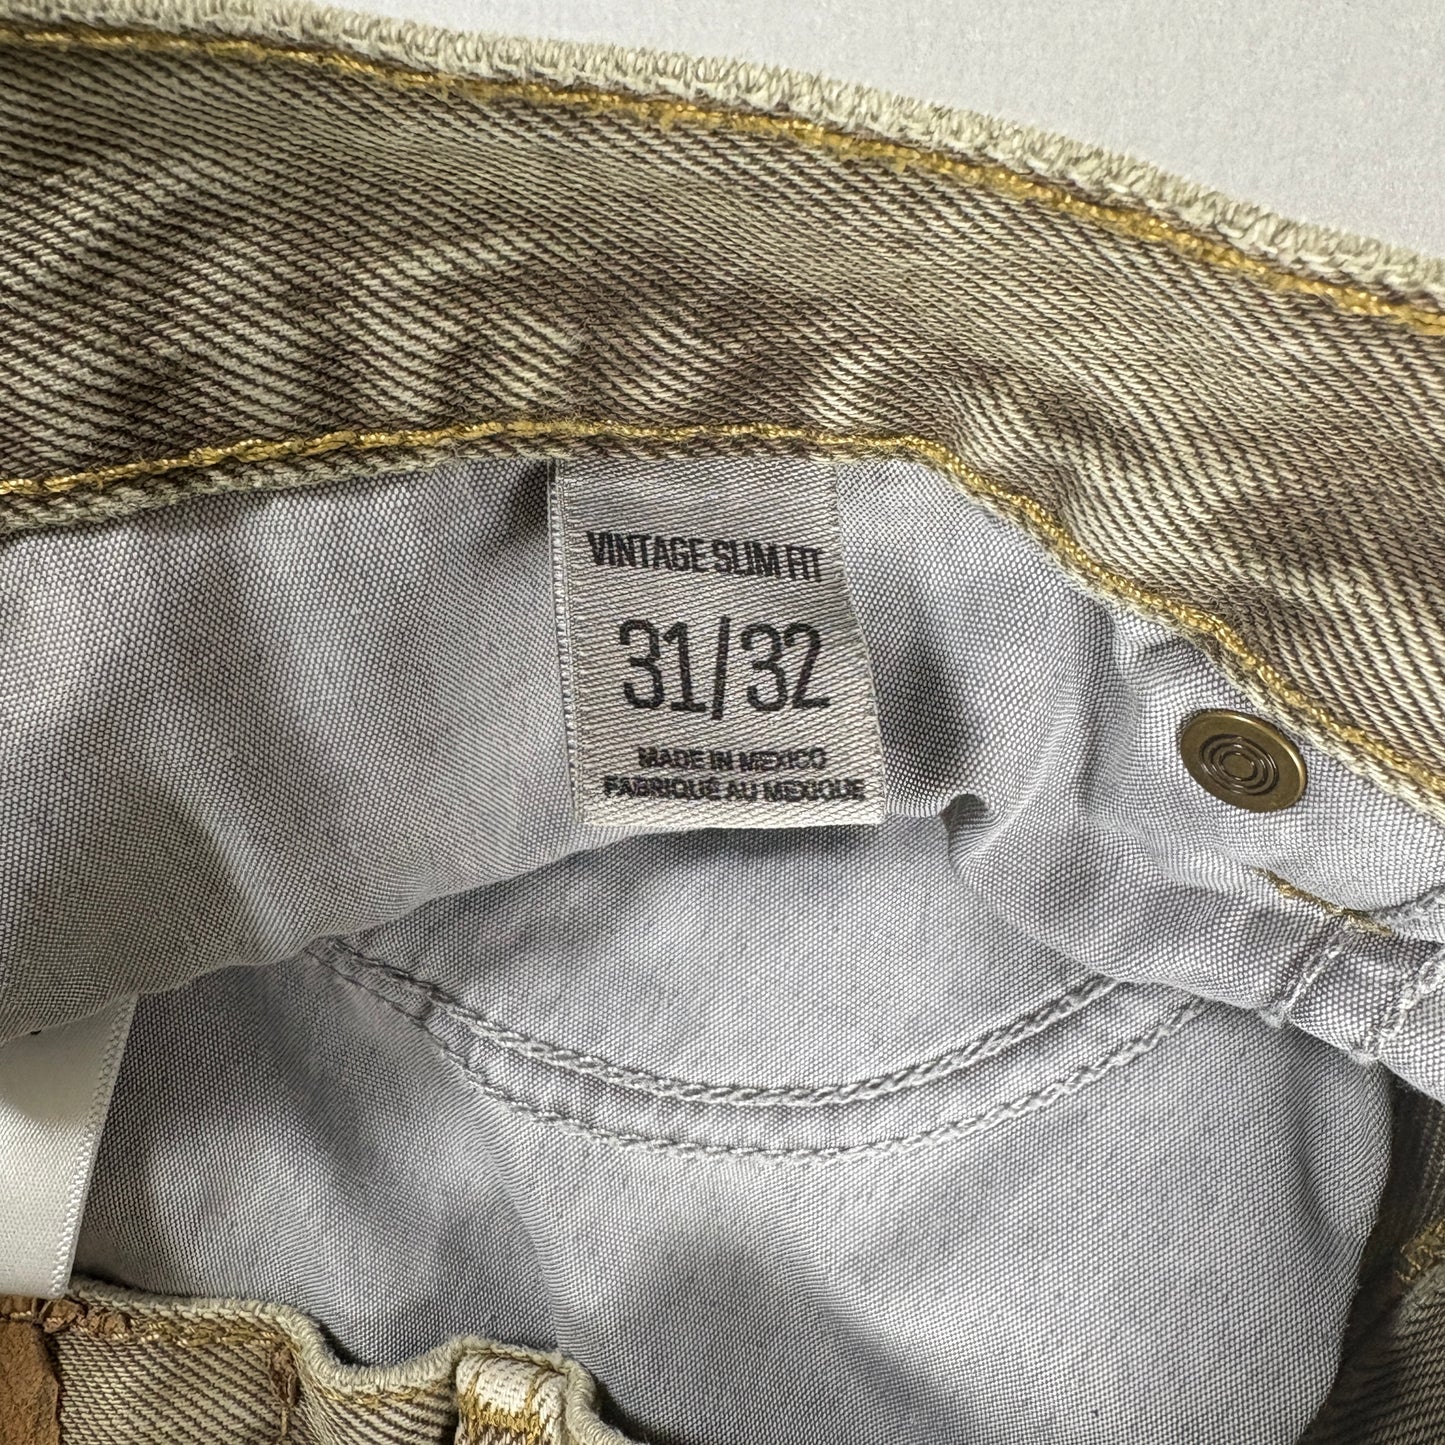 VINTAGE SLIM FIT
31/32
MADE IN MEXICO
FABRIQUÉ AU MEXIQUE